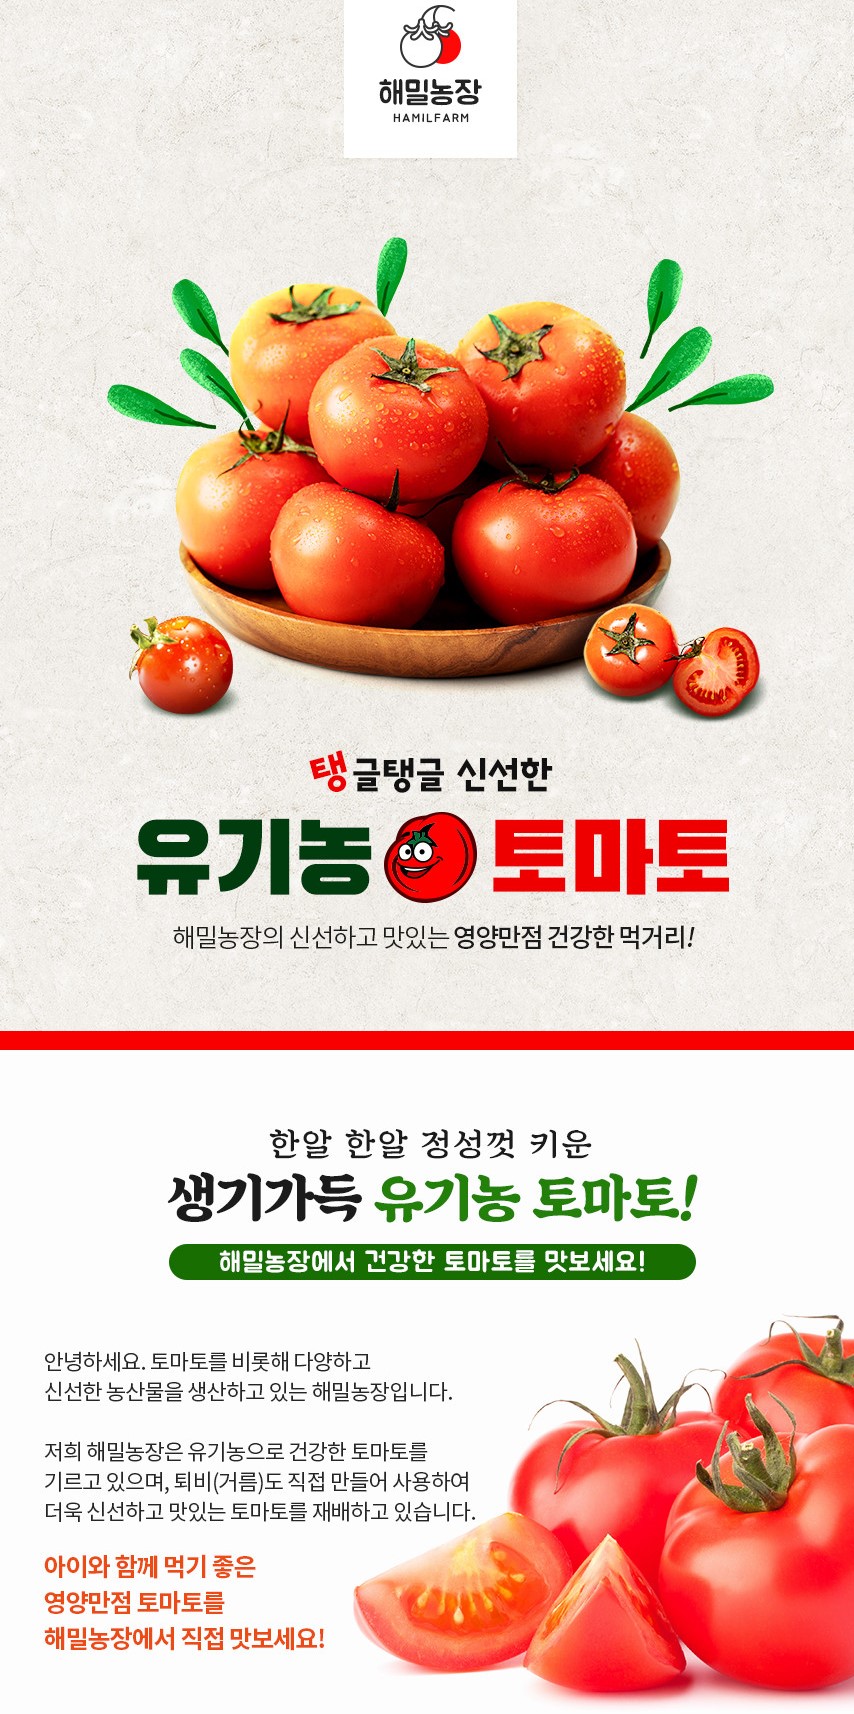 해밀농장
HAMILFARM
탱글탱글 신선한
유기농 토마토
해밀농장의 신선하고 맛있는 영양만점 건강한 먹거리!
한알 한알 정성껏 키운
생기가득 유기농 토마토!
해밀농장에서 건강한 토마토를 맛보세요!
안녕하세요. 토마토를 비롯해 다양하고
신선한 농산물을 생산하고 있는 해밀농장입니다.
저희 해밀농장은 유기농으로 건강한 토마토를
기르고 있으며, 퇴비(거름)도 직접 만들어 사용하여
더욱 신선하고 맛있는 토마토를 재배하고 있습니다.
아이와 함께 먹기 좋은
영양만점 토마토를
해밀농장에서 직접 맛보세요!